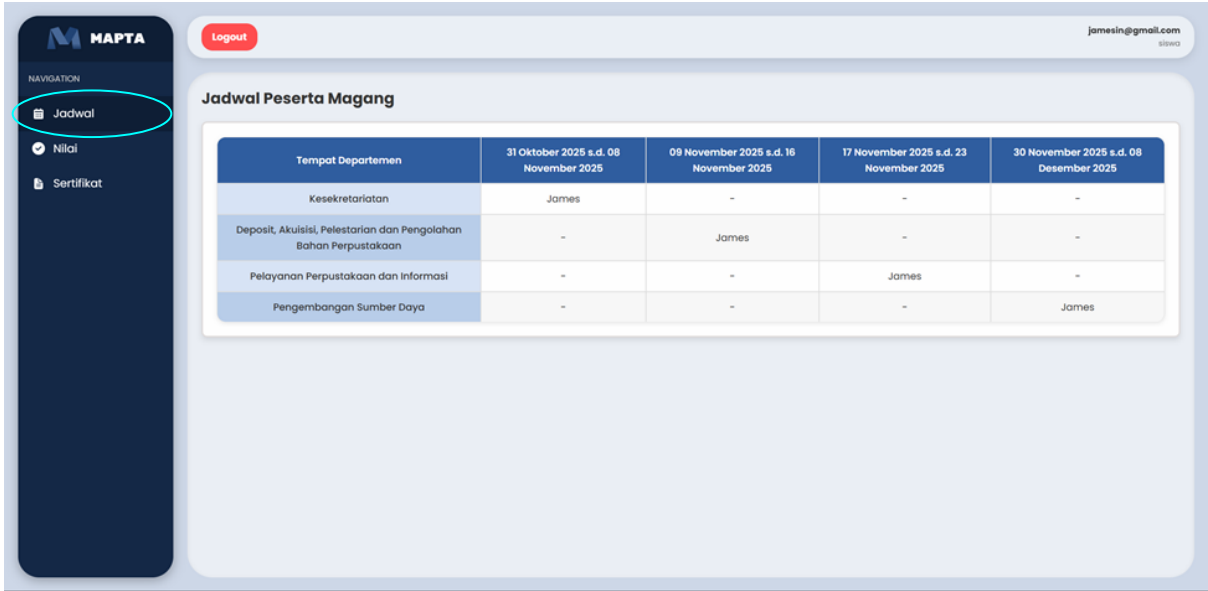 MAPTA
NAVIGATION
Jadwal
Nilai
Sertifikat
Logout
jamesin@gmail.com
siswa
Jadwal Peserta Magang
Tempat Departemen
31 Oktober 2025 s.d. 08
November 2025
09 November 2025 s.d. 16
November 2025
17 November 2025 s.d. 23
November 2025
30 November 2025 s.d. 08
Desember 2025
Kesekretariatan
James
-
-
-
Deposit, Akuisisi, Pelestarian dan Pengolahan
Bahan Perpustakaan
-
James
-
-
Pelayanan Perpustakaan dan Informasi
-
-
James
-
Pengembangan Sumber Daya
-
-
-
James